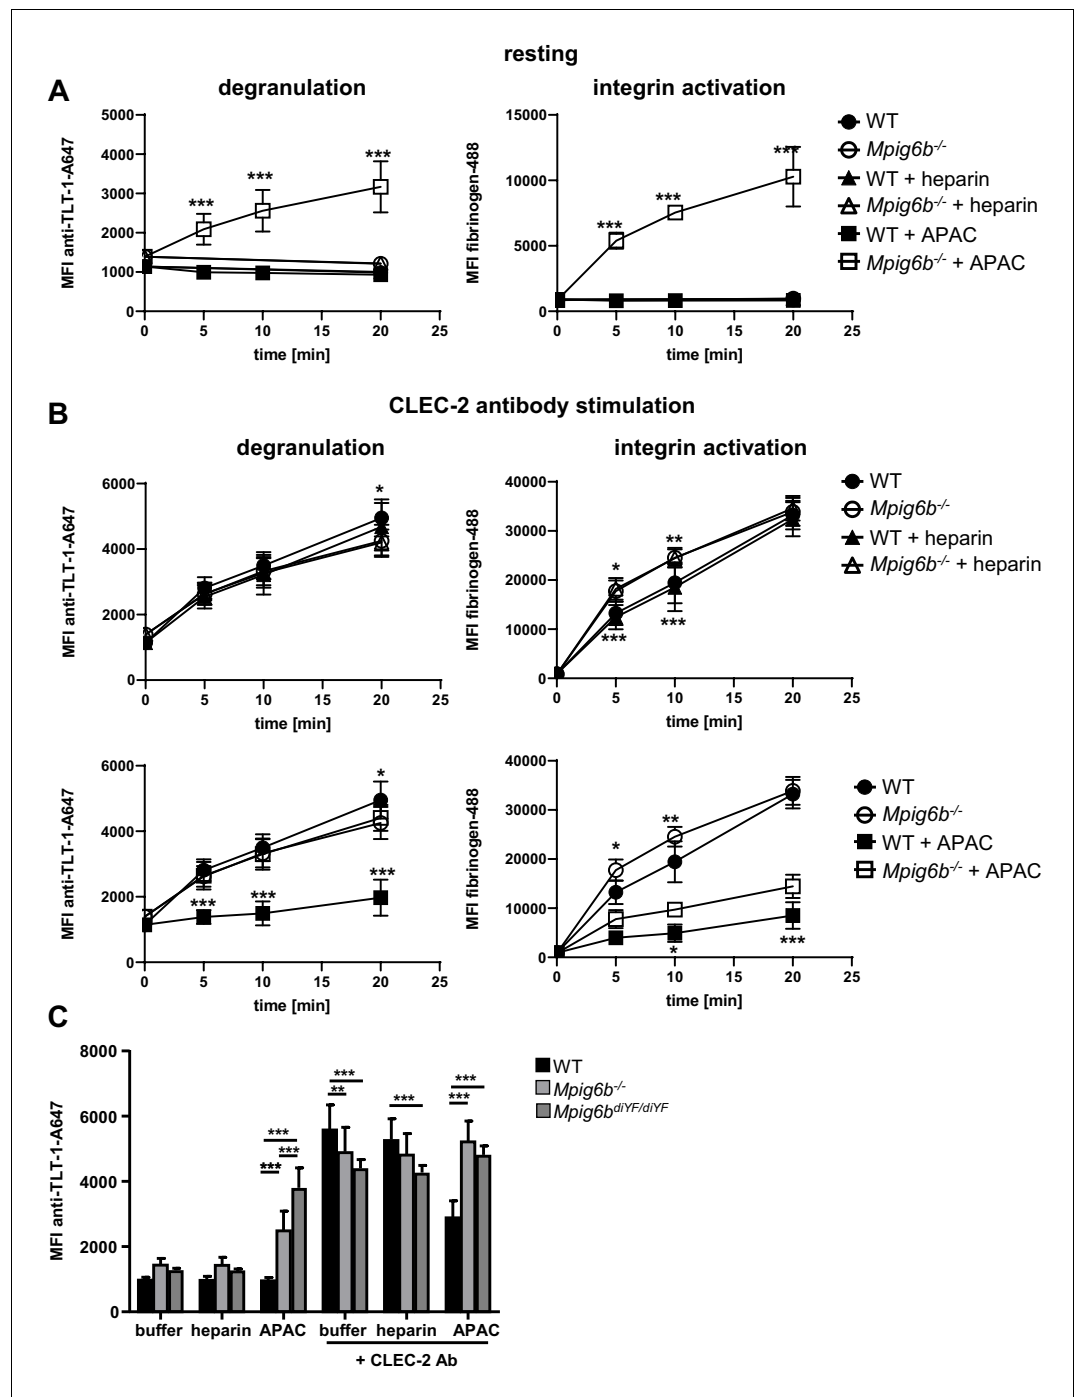 resting
A
degranulation
integrin activation
MFI anti-TLT-1-A647
5000
4000
3000
2000
1000
0
***
***
***
0 5 10 15 20 25
time [min]
MFI fibrinogen-488
15000
10000
5000
0
***
***
***
0 5 10 15 20 25
time [min]
WT
Mpig6b-/-
WT + heparin
Mpig6b-/- + heparin
WT + APAC
Mpig6b-/- + APAC
B
CLEC-2 antibody stimulation
degranulation
integrin activation
MFI anti-TLT-1-A647
6000
4000
2000
0
*
0 5 10 15 20 25
time [min]
MFI fibrinogen-488
40000
30000
20000
10000
0
*
**
***
***
0 5 10 15 20 25
time [min]
WT
Mpig6b-/-
WT + heparin
Mpig6b-/- + heparin
MFI anti-TLT-1-A647
6000
4000
2000
0
*
***
***
***
0 5 10 15 20 25
time [min]
MFI fibrinogen-488
40000
30000
20000
10000
0
*
**
*
***
0 5 10 15 20 25
time [min]
WT
Mpig6b-/-
WT + APAC
Mpig6b-/- + APAC
C
MFI anti-TLT-1-A647
8000
6000
4000
2000
0
***
***
***
***
**
***
***
***
buffer heparin APAC buffer heparin APAC
+ CLEC-2 Ab
WT
Mpig6b-/-
Mpig6bdiYF/diYF